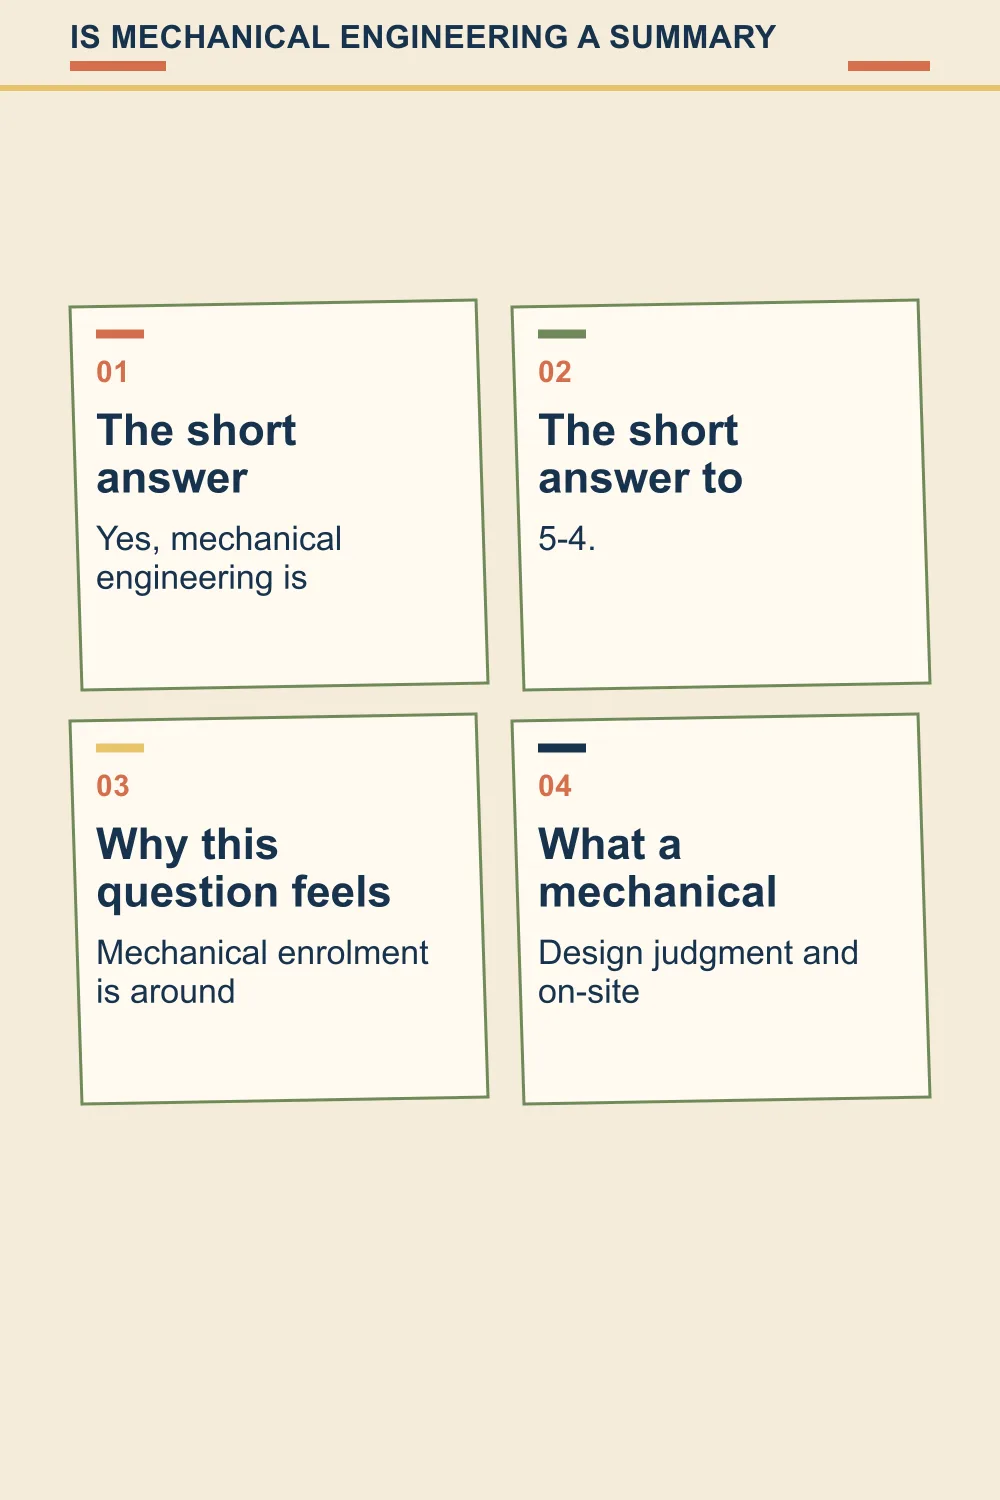 IS MECHANICAL ENGINEERING A SUMMARY
01
The short
answer
Yes, mechanical
engineering is
02
The short
answer to
5-4.
03
Why this
question feels
Mechanical enrolment
is around
04
What a
mechanical
Design judgment and
on-site